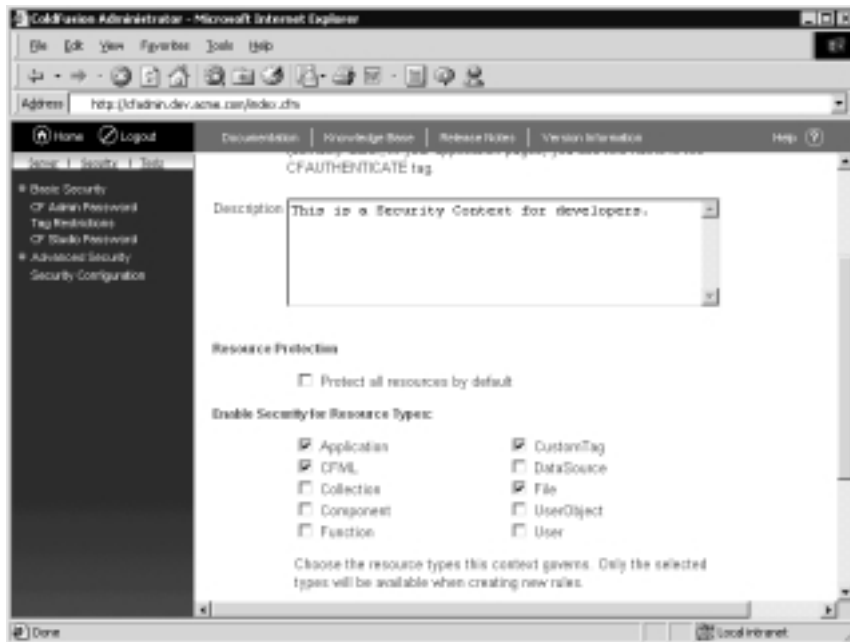 ColdFusion Administrator - Microsoft Internet Explorer
File Edit View Favorites Tools Help
Address http://cfadmin.dev.acme.com/index.cfm
Home Logout Documentation Knowledge Base Release Notes Version Information Help
Server | Security | Tools
Basic Security
CF Admin Password
Tag Restrictions
CF Studio Password
Advanced Security
Security Configuration
CFAUTHENTICATE tag.
Description This is a Security Context for developers.
Resource Protection
Protect all resources by default
Enable Security for Resource Types:
Application CustomTag
CFML DataSource
Collection File
Component UserObject
Function User
Choose the resource types this context governs. Only the selected
types will be available when creating new rules.
Done Local intranet